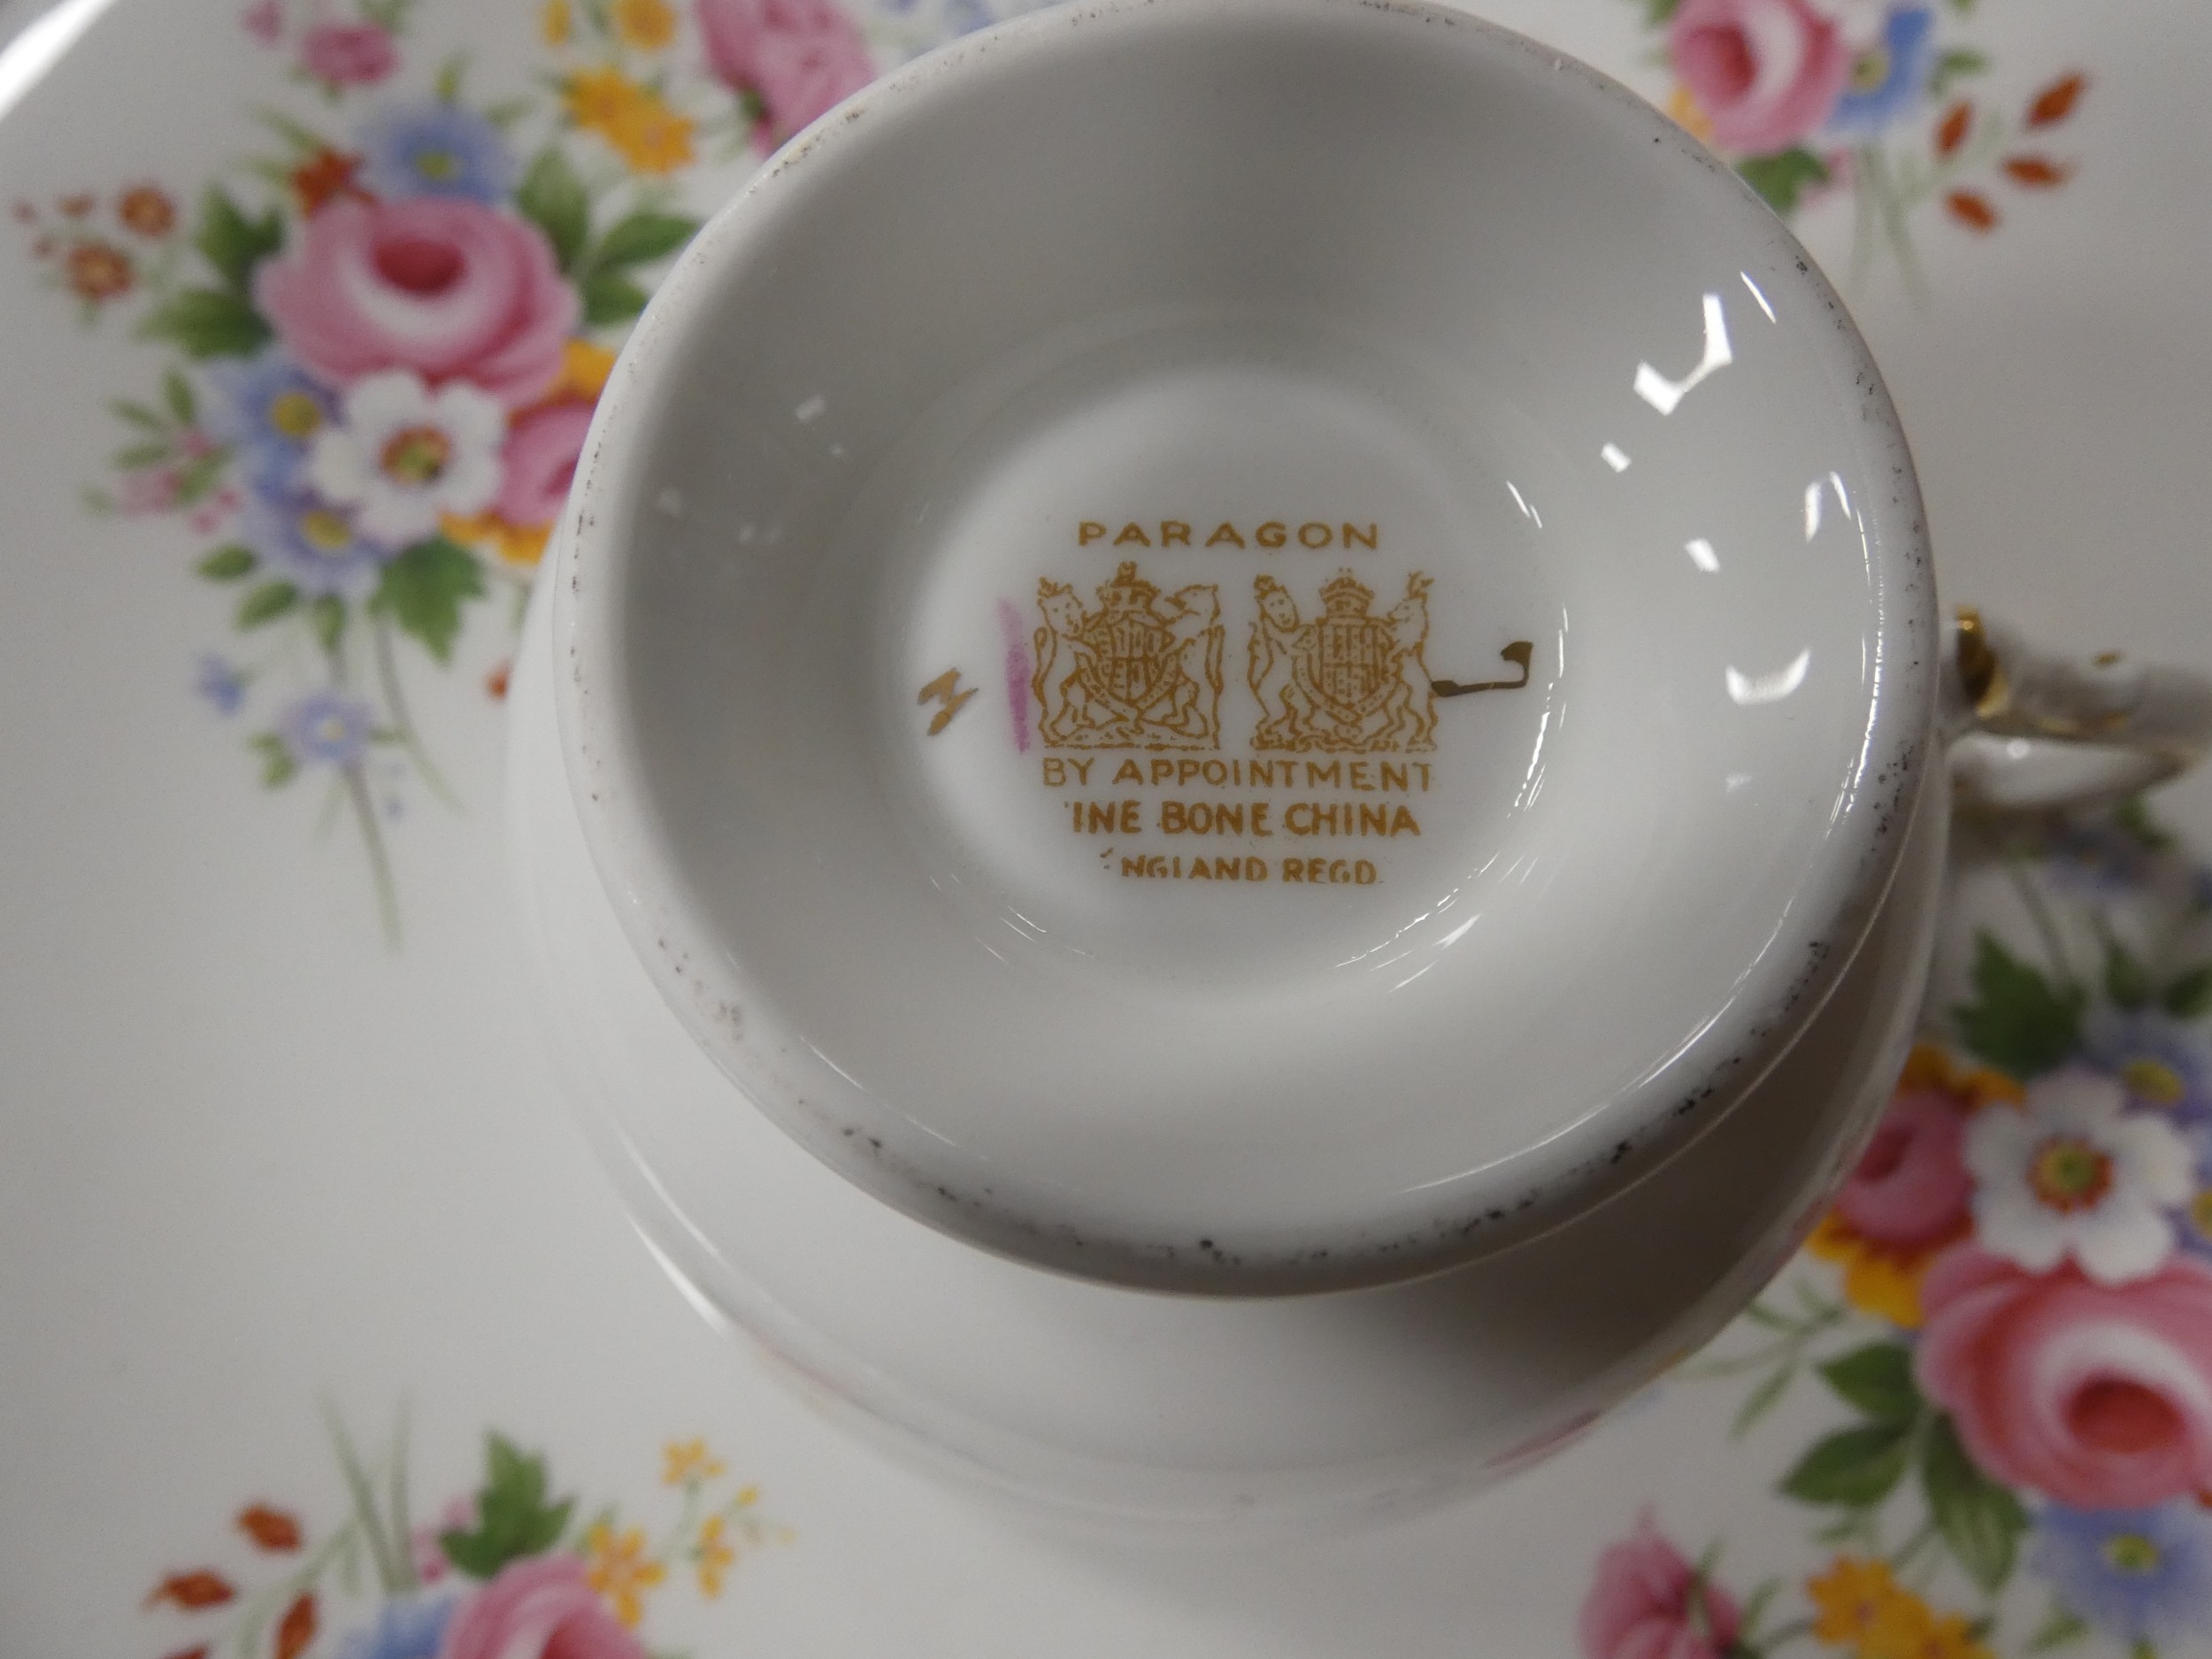 PARAGON
BY APPOINTMENT
INE BONE CHINA
NGLAND REGD.